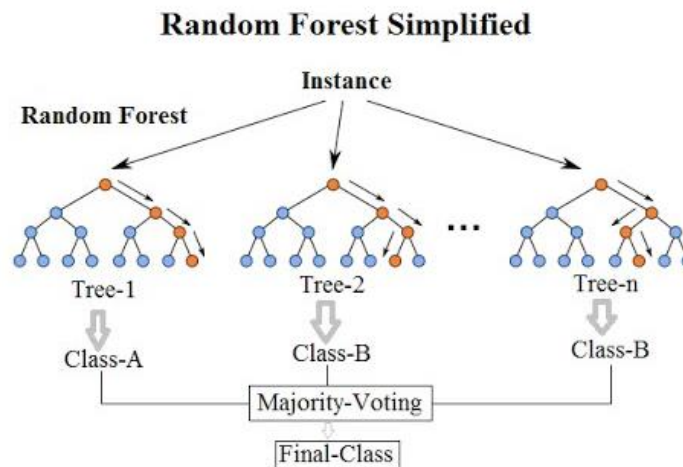 Random Forest Simplified
Instance
Random Forest
...
Tree-1
Tree-2
Tree-n
Class-A
Class-B
Class-B
Majority-Voting
Final-Class